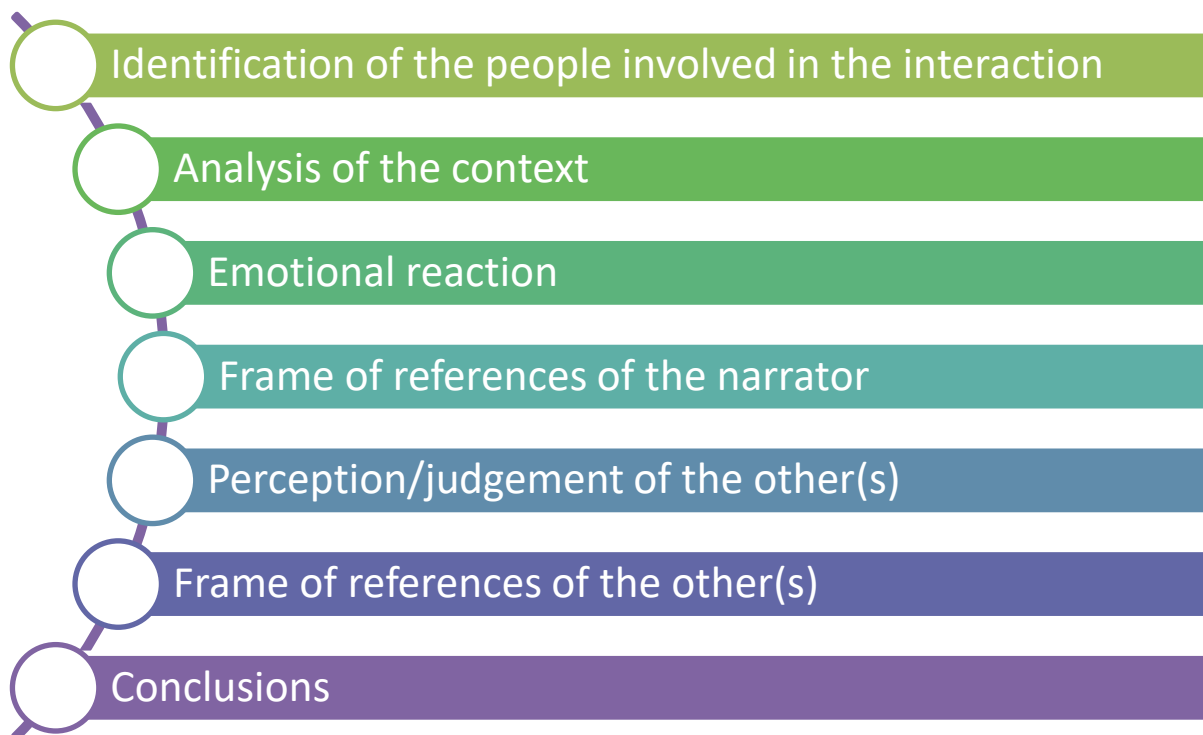 Identification of the people involved in the interaction
Analysis of the context
Emotional reaction
Frame of references of the narrator
Perception/judgement of the other(s)
Frame of references of the other(s)
Conclusions